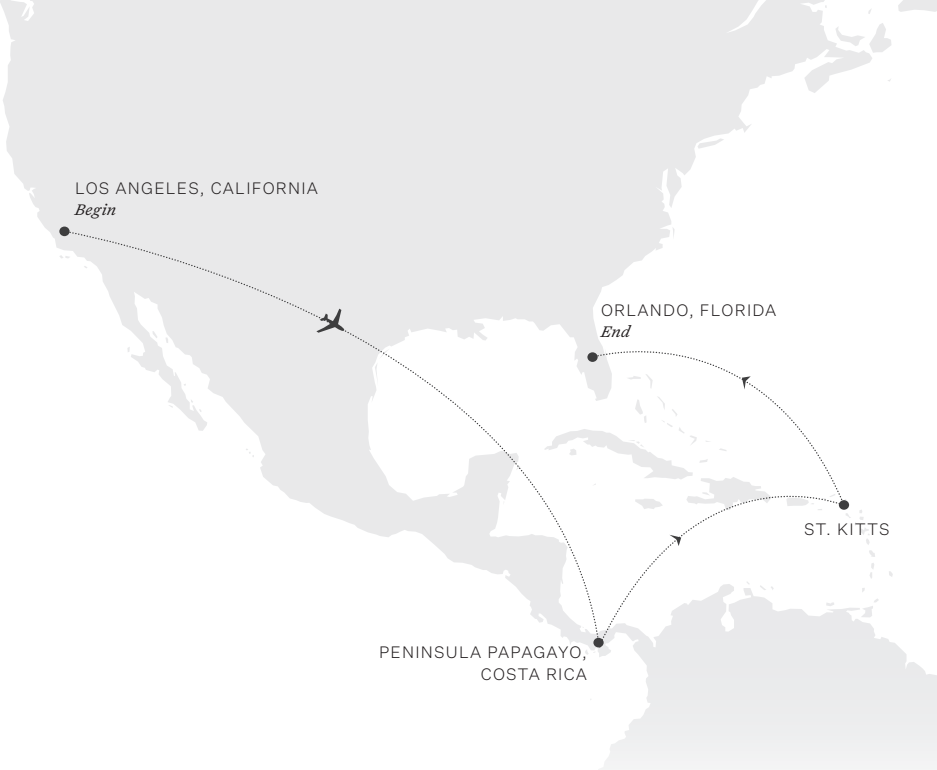 LOS ANGELES, CALIFORNIA
Begin
ORLANDO, FLORIDA
End
ST. KITTS
PENINSULA PAPAGAYO,
COSTA RICA